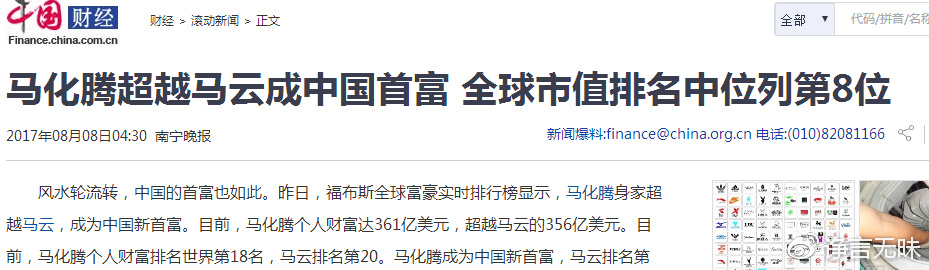 中国 财经
Finance.china.com.cn
财经 > 滚动新闻 > 正文
全部 ▼ 代码/拼音/名称
马化腾超越马云成中国首富 全球市值排名中位列第8位
2017年08月08日04:30 南宁晚报
新闻爆料:finance@china.org.cn 电话:(010)82081166
风水轮流转，中国的首富也如此。昨日，福布斯全球富豪实时排行榜显示，马化腾身家超
越马云，成为中国新首富。目前，马化腾个人财富达361亿美元，超越马云的356亿美元。目
前，马化腾个人财富排名世界第18名，马云排名第20。马化腾成为中国新首富，马云排名第